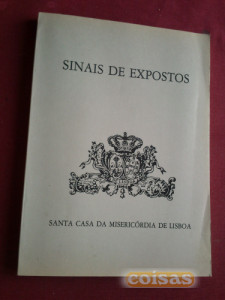 SINAIS DE EXPOSTOS
SANTA CASA DA MISERICÓRDIA DE LISBOA
coisas